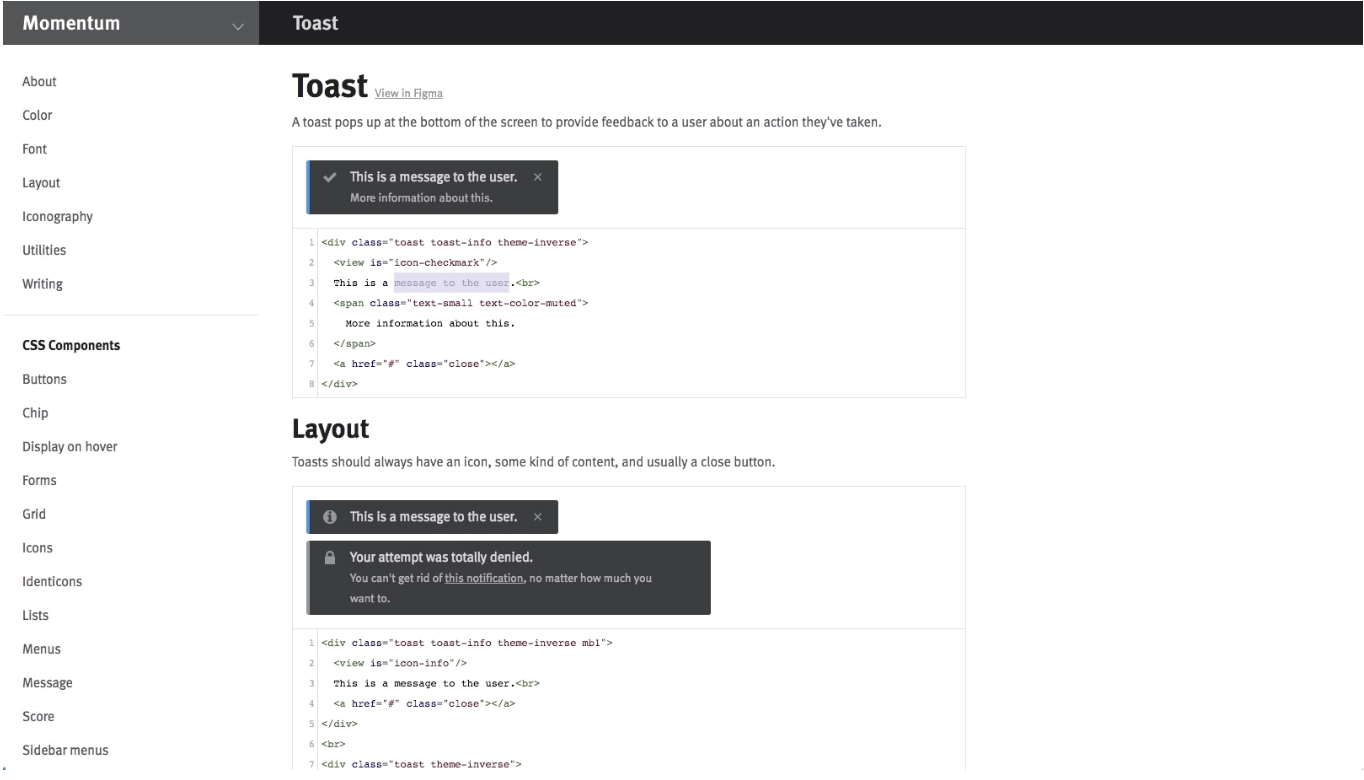 Momentum
Toast
About
Color
Font
Layout
Iconography
Utilities
Writing
CSS Components
Buttons
Chip
Display on hover
Forms
Grid
Icons
Identicons
Lists
Menus
Message
Score
Sidebar menus
Toast View in Figma
A toast pops up at the bottom of the screen to provide feedback to a user about an action they've taken.
This is a message to the user. ×
More information about this.
1 <div class="toast toast-info theme-inverse">
2 <view is="icon-checkmark"/>
3 This is a message to the user.<br>
4 <span class="text-small text-color-muted">
5 More information about this.
6 </span>
7 <a href="#" class="close"></a>
8 </div>
Layout
Toasts should always have an icon, some kind of content, and usually a close button.
This is a message to the user. ×
Your attempt was totally denied.
You can't get rid of this notification, no matter how much you
want to.
1 <div class="toast toast-info theme-inverse mb1">
2 <view is="icon-info"/>
3 This is a message to the user.<br>
4 <a href="#" class="close"></a>
5 </div>
6 <br>
7 <div class="toast theme-inverse">